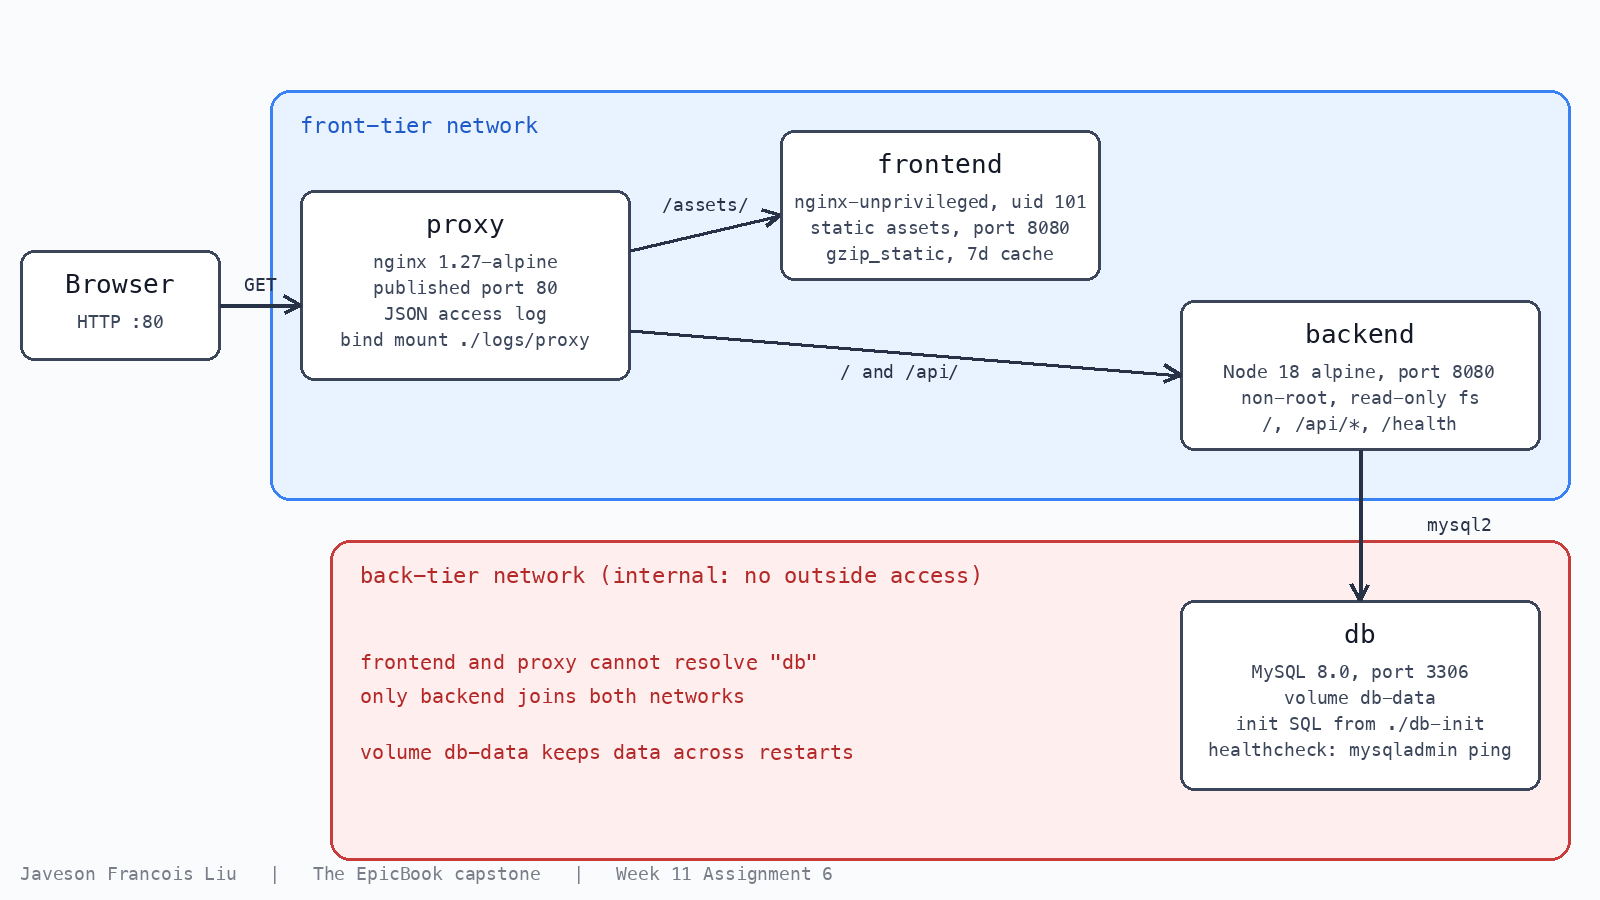 front-tier network
Browser
HTTP :80
GET
proxy
nginx 1.27-alpine
published port 80
JSON access log
bind mount ./logs/proxy
/assets/
frontend
nginx-unprivileged, uid 101
static assets, port 8080
gzip_static, 7d cache
/ and /api/
backend
Node 18 alpine, port 8080
non-root, read-only fs
/, /api/*, /health
mysql2
back-tier network (internal: no outside access)
frontend and proxy cannot resolve "db"
only backend joins both networks
volume db-data keeps data across restarts
db
MySQL 8.0, port 3306
volume db-data
init SQL from ./db-init
healthcheck: mysqladmin ping
Javeson Francois Liu | The EpicBook capstone | Week 11 Assignment 6